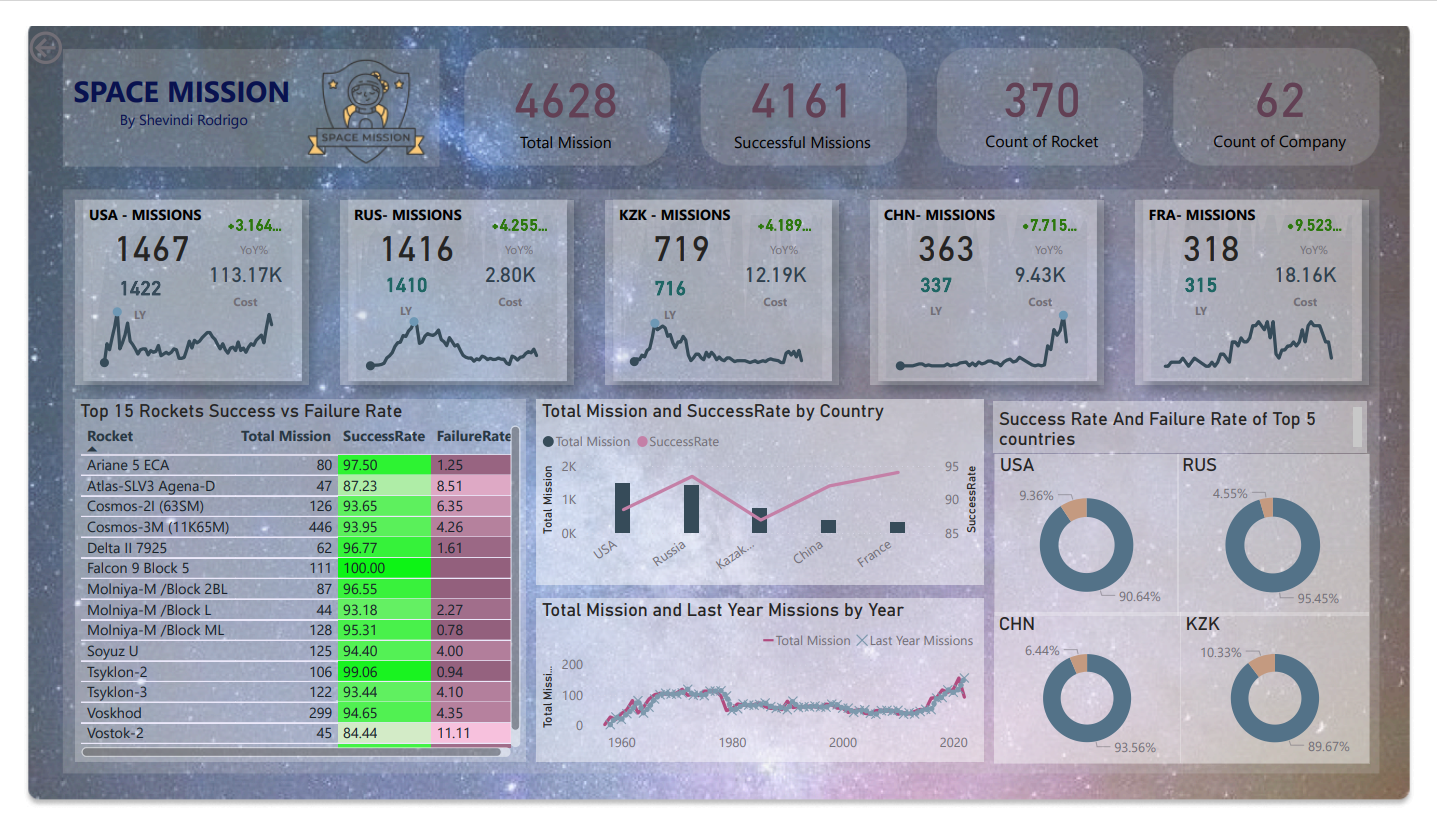 SPACE MISSION
By Shevindi Rodrigo
SPACE MISSION
4628
Total Mission
4161
Successful Missions
370
Count of Rocket
62
Count of Company
USA - MISSIONS
+3.164...
1467
YoY%
113.17K
1422
Cost
LY
RUS- MISSIONS
+4.255...
1416
YoY%
2.80K
1410
Cost
LY
KZK - MISSIONS
+4.189...
719
YoY%
12.19K
716
Cost
LY
CHN- MISSIONS
+7.715...
363
YoY%
9.43K
337
Cost
LY
FRA- MISSIONS
+9.523...
318
YoY%
18.16K
315
Cost
LY
Top 15 Rockets Success vs Failure Rate
Rocket Total Mission SuccessRate FailureRate
Ariane 5 ECA 80 97.50 1.25
Atlas-SLV3 Agena-D 47 87.23 8.51
Cosmos-2I (63SM) 126 93.65 6.35
Cosmos-3M (11K65M) 446 93.95 4.26
Delta II 7925 62 96.77 1.61
Falcon 9 Block 5 111 100.00
Molniya-M /Block 2BL 87 96.55
Molniya-M /Block L 44 93.18 2.27
Molniya-M /Block ML 128 95.31 0.78
Soyuz U 125 94.40 4.00
Tsyklon-2 106 99.06 0.94
Tsyklon-3 122 93.44 4.10
Voskhod 299 94.65 4.35
Vostok-2 45 84.44 11.11
Total Mission and SuccessRate by Country
Total Mission SuccessRate
Total Mission
2K
1K
0K
95
90
85
SuccessRate
USA
Russia
Kazak...
China
France
Total Mission and Last Year Missions by Year
Total Mission Last Year Missions
Total Missi...
200
100
0
1960 1980 2000 2020
Success Rate And Failure Rate of Top 5
countries
USA
9.36%
90.64%
RUS
4.55%
95.45%
CHN
6.44%
93.56%
KZK
10.33%
89.67%